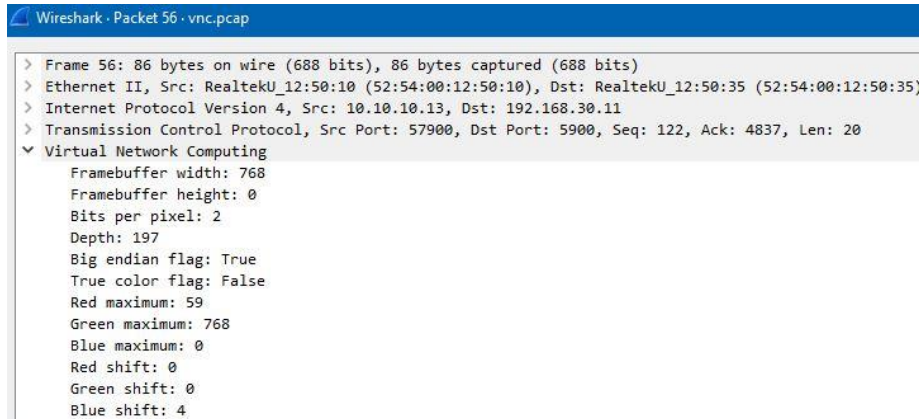 Wireshark · Packet 56 · vnc.pcap
> Frame 56: 86 bytes on wire (688 bits), 86 bytes captured (688 bits)
> Ethernet II, Src: RealtekU_12:50:10 (52:54:00:12:50:10), Dst: RealtekU_12:50:35 (52:54:00:12:50:35)
> Internet Protocol Version 4, Src: 10.10.10.13, Dst: 192.168.30.11
> Transmission Control Protocol, Src Port: 57900, Dst Port: 5900, Seq: 122, Ack: 4837, Len: 20
Virtual Network Computing
Framebuffer width: 768
Framebuffer height: 0
Bits per pixel: 2
Depth: 197
Big endian flag: True
True color flag: False
Red maximum: 59
Green maximum: 768
Blue maximum: 0
Red shift: 0
Green shift: 0
Blue shift: 4